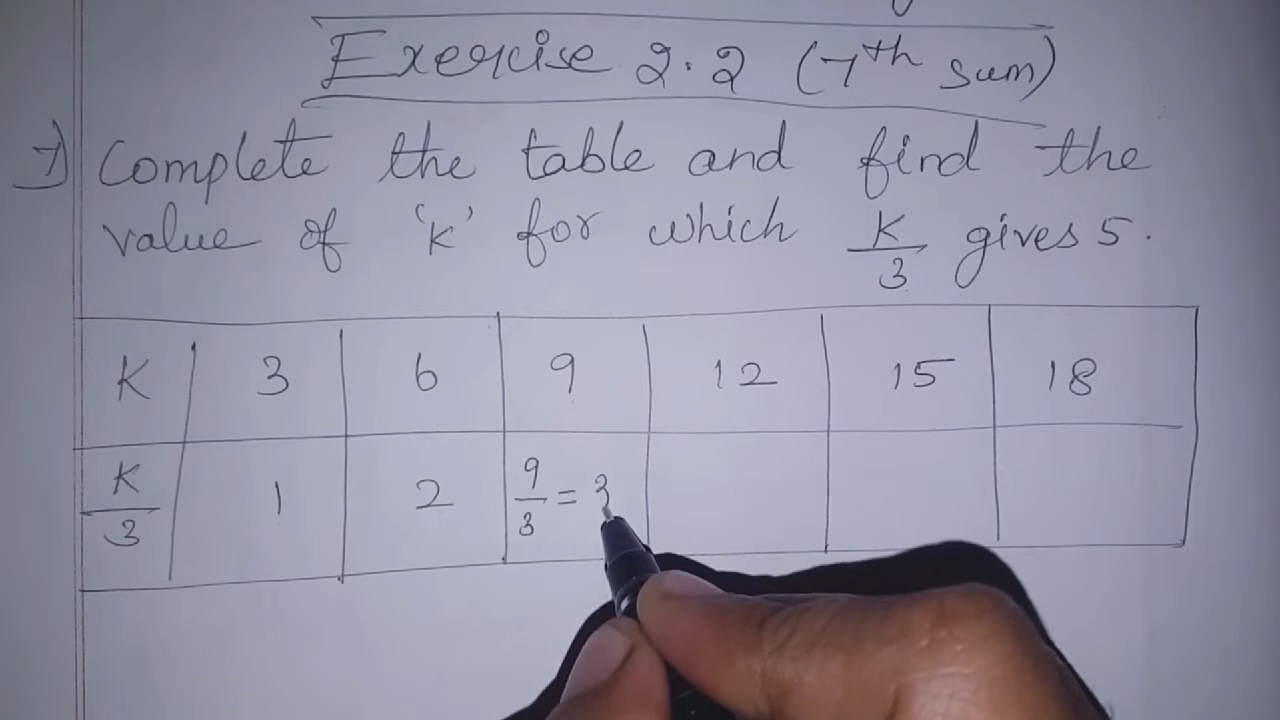 Exercise 2.2 (7th sum)
7) Complete the table and find the
value of 'k' for which K/3 gives 5.
K 3 6 9 12 15 18
K/3 1 2 9/3 = 3